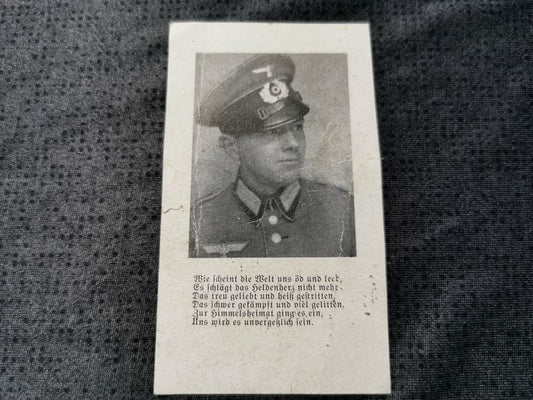 Wie scheint die Welt uns öd und leer,
Es schlägt das Heldenherz nicht mehr.
Das treu geliebt und heiß gestritten,
Das schwer gekämpft und viel gelitten,
Zur Himmelsheimat ging es ein,
Uns wird es unvergeßlich sein.